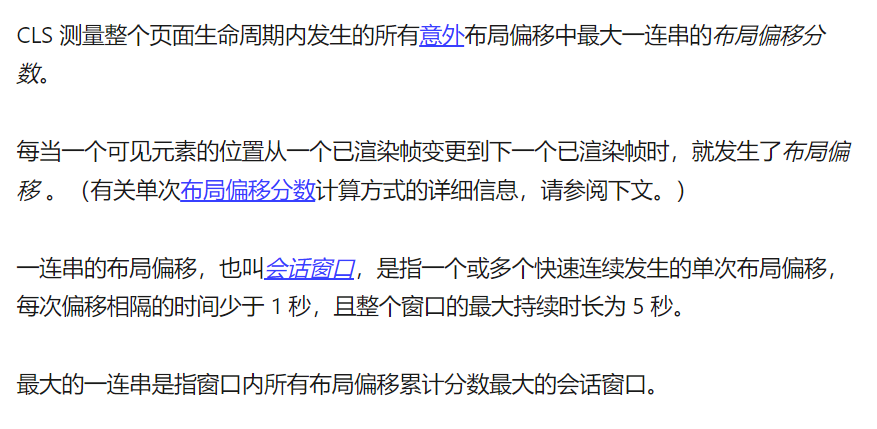 CLS 测量整个页面生命周期内发生的所有意外布局偏移中最大一连串的布局偏移分
数。
每当一个可见元素的位置从一个已渲染帧变更到下一个已渲染帧时，就发生了布局偏
移 。（有关单次布局偏移分数计算方式的详细信息，请参阅下文。）
一连串的布局偏移，也叫会话窗口，是指一个或多个快速连续发生的单次布局偏移，
每次偏移相隔的时间少于 1 秒，且整个窗口的最大持续时长为 5 秒。
最大的一连串是指窗口内所有布局偏移累计分数最大的会话窗口。